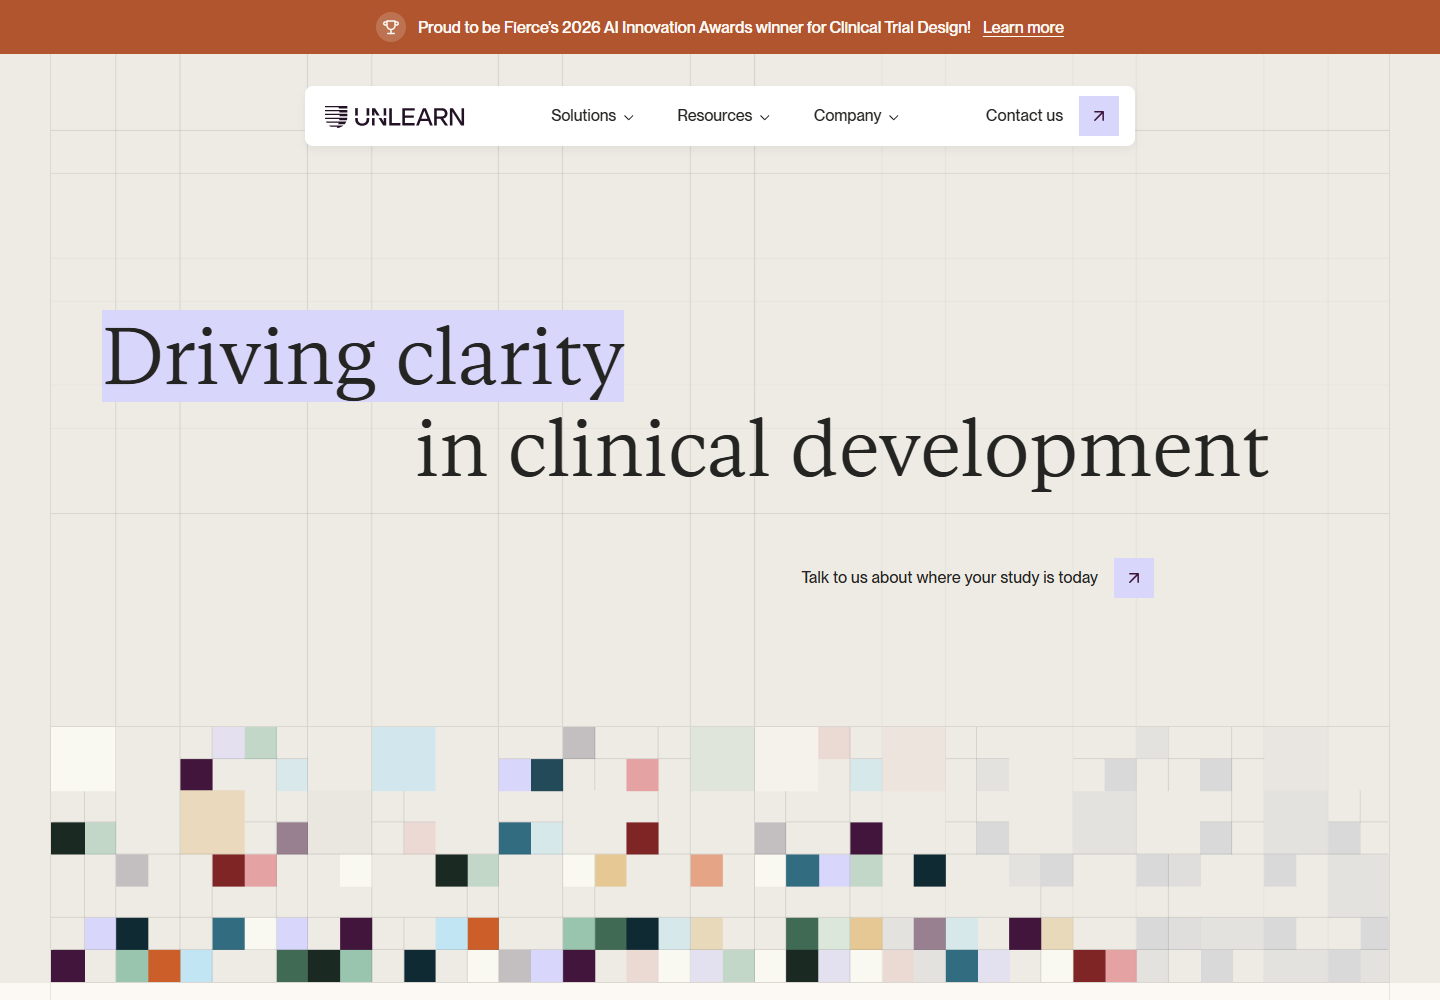 Proud to be Fierce's 2026 AI Innovation Awards winner for Clinical Trial Design! Learn more
UNLEARN Solutions Resources Company Contact us
Driving clarity
in clinical development
Talk to us about where your study is today